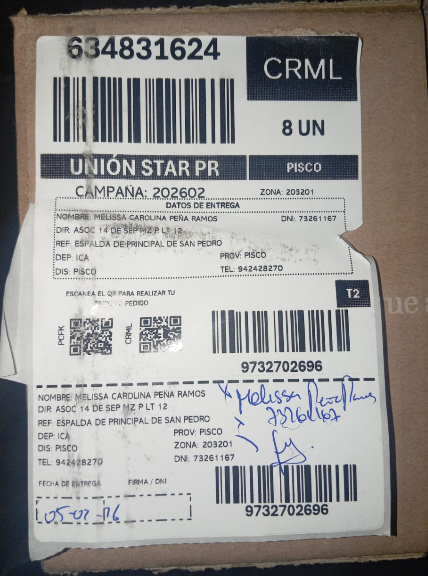 634831624
CRML
8 UN
UNIÓN STAR PR
PISCO
CAMPAÑA: 202602
ZONA: 203201
DATOS DE ENTREGA
NOMBRE: MELISSA CAROLINA PEÑA RAMOS DNI: 73261167
DIR: ASOC 14 DE SEP MZ P LT 12
REF: ESPALDA DE PRINCIPAL DE SAN PEDRO
DEP: ICA PROV: PISCO
DIS: PISCO TEL: 942428270
ESCANEA EL QR PARA REALIZAR TU
PEDIDO
T2
PCFK
CRML
9732702696
NOMBRE: MELISSA CAROLINA PENA RAMOS
DIR: ASOC 14 DE SEP MZ P LT 12
REF: ESPALDA DE PRINCIPAL DE SAN PEDRO
DEP: ICA PROV: PISCO
DIS: PISCO ZONA: 203201
TEL: 942428270 DNI: 73261167
x Melissa Peña Ramos
x 73261167
FECHA DE ENTREGA FIRMA / DNI
9732702696